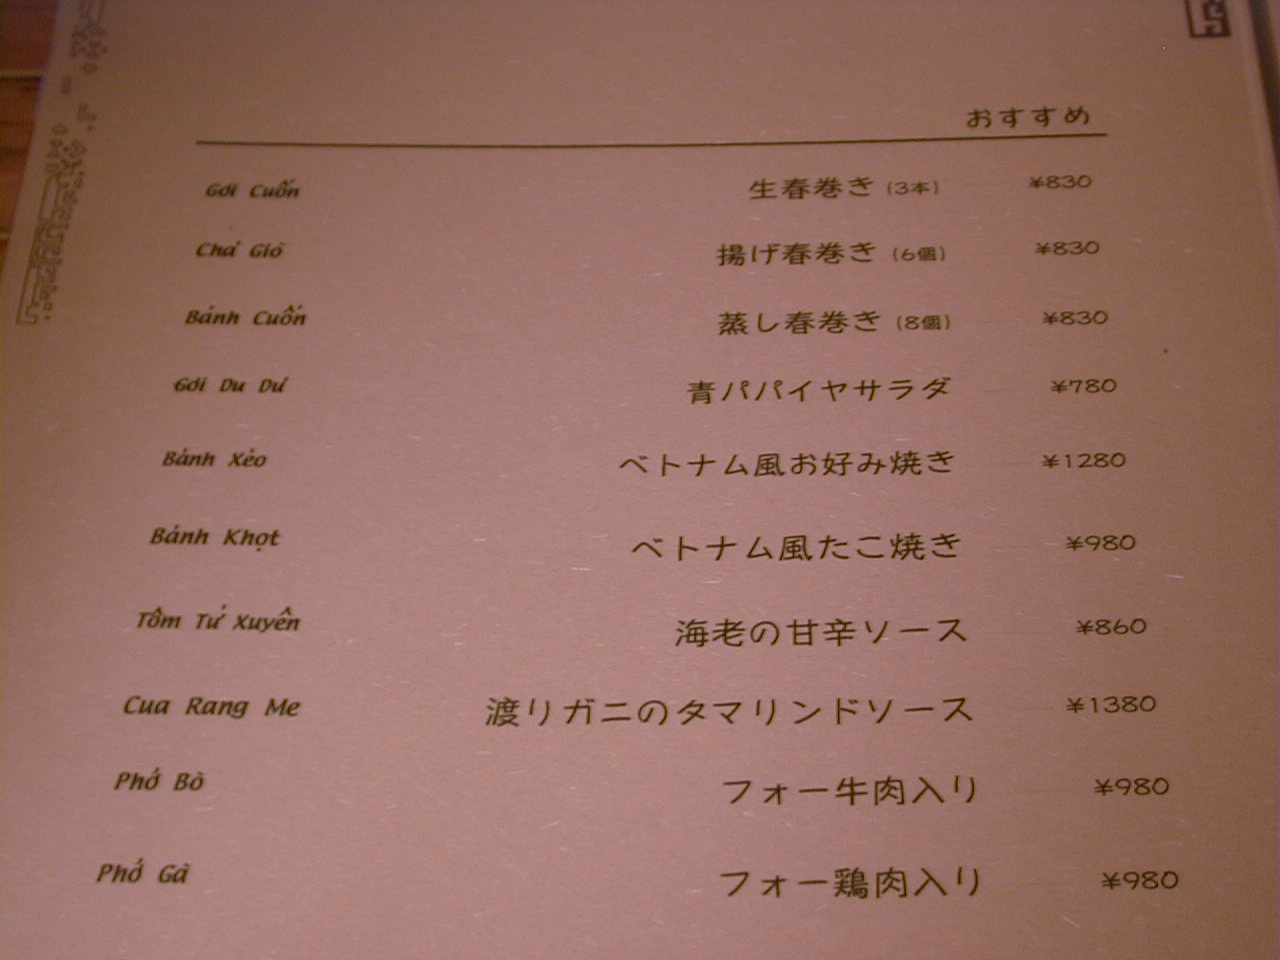 おすすめ
Gơi Cuốn 生春巻き (3本) ¥830
Chả Giò 揚げ春巻き (6個) ¥830
Bánh Cuốn 蒸し春巻き (8個) ¥830
Gơi Du Dư 青パパイヤサラダ ¥780
Bánh Xèo ベトナム風お好み焼き ¥1280
Bánh Khọt ベトナム風たこ焼き ¥980
Tôm Tứ Xuyên 海老の甘辛ソース ¥860
Cua Rang Me 渡りガニのタマリンドソース ¥1380
Phở Bò フォー牛肉入り ¥980
Phở Gà フォー鶏肉入り ¥980